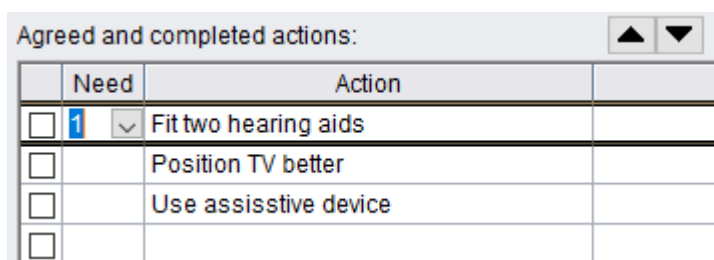 Agreed and completed actions:
Need Action
1 Fit two hearing aids
Position TV better
Use assisstive device